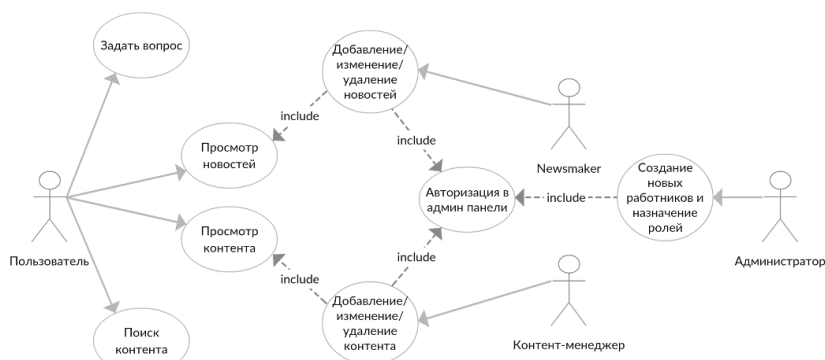 Задать вопрос
Добавление/
изменение/
удаление
новостей
include
include
Просмотр
новостей
Newsmaker
Авторизация в
админ панели
include
Создание
новых
работников и
назначение
ролей
Пользователь
Просмотр
контента
Администратор
include
include
Добавление/
изменение/
удаление
контента
Поиск
контента
Контент-менеджер